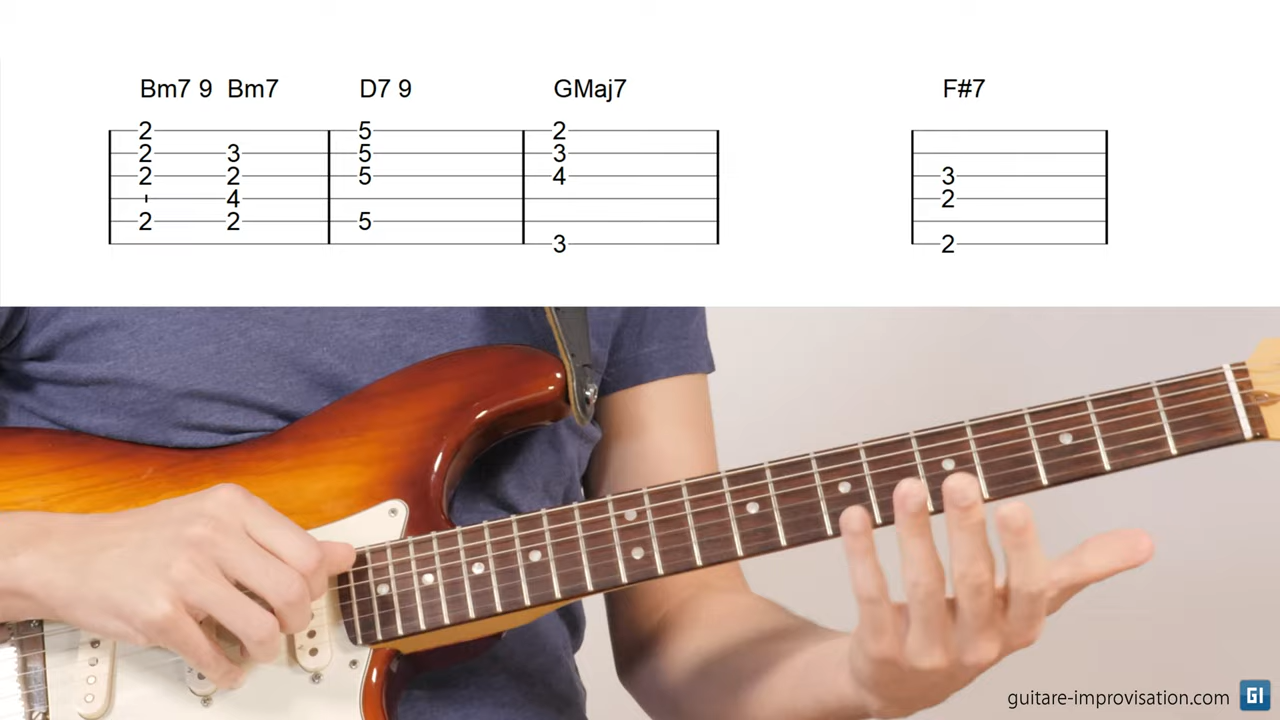 Bm7 9 Bm7 D7 9 GMaj7 F#7
2 5 2
2 3 5 3
2 2 5 4 3
4 2
2 2 5
3 2
guitare-improvisation.com GI